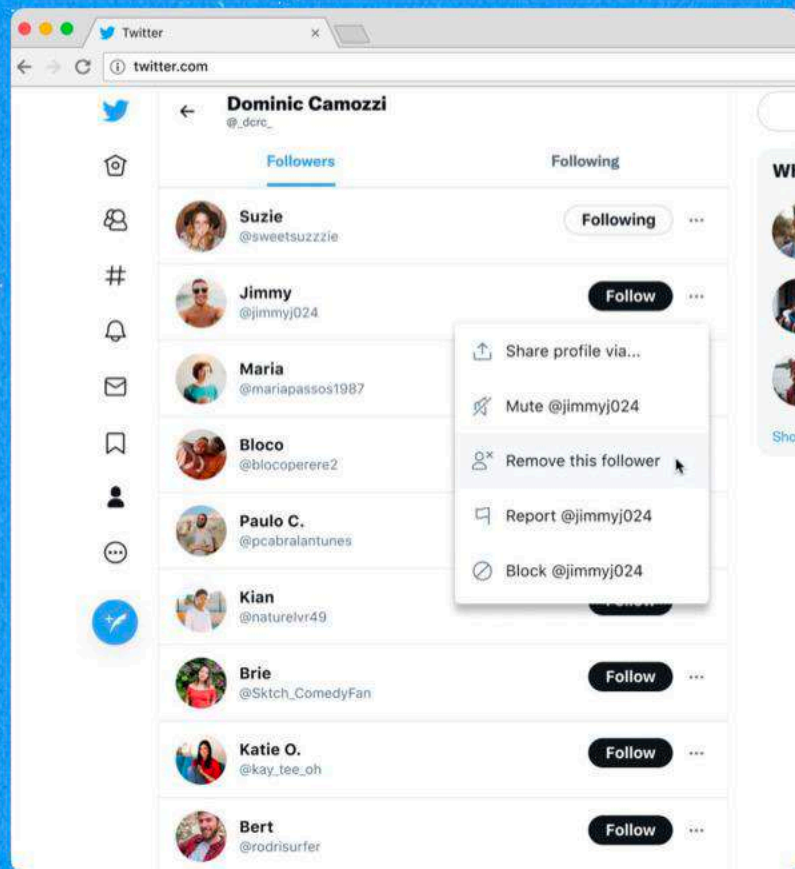 Twitter
twitter.com
Dominic Camozzi
@_dcrc_
Followers Following
Suzie
@sweetsuzzzie
Following
Jimmy
@jimmyj024
Follow
Share profile via...
Mute @jimmyj024
Remove this follower
Report @jimmyj024
Block @jimmyj024
Maria
@mariapassos1987
Bloco
@blocoperere2
Paulo C.
@pcabralantunes
Kian
@naturelvr49
Brie
@Sktch_ComedyFan
Follow
Katie O.
@kay_tee_oh
Follow
Bert
@rodrisurfer
Follow